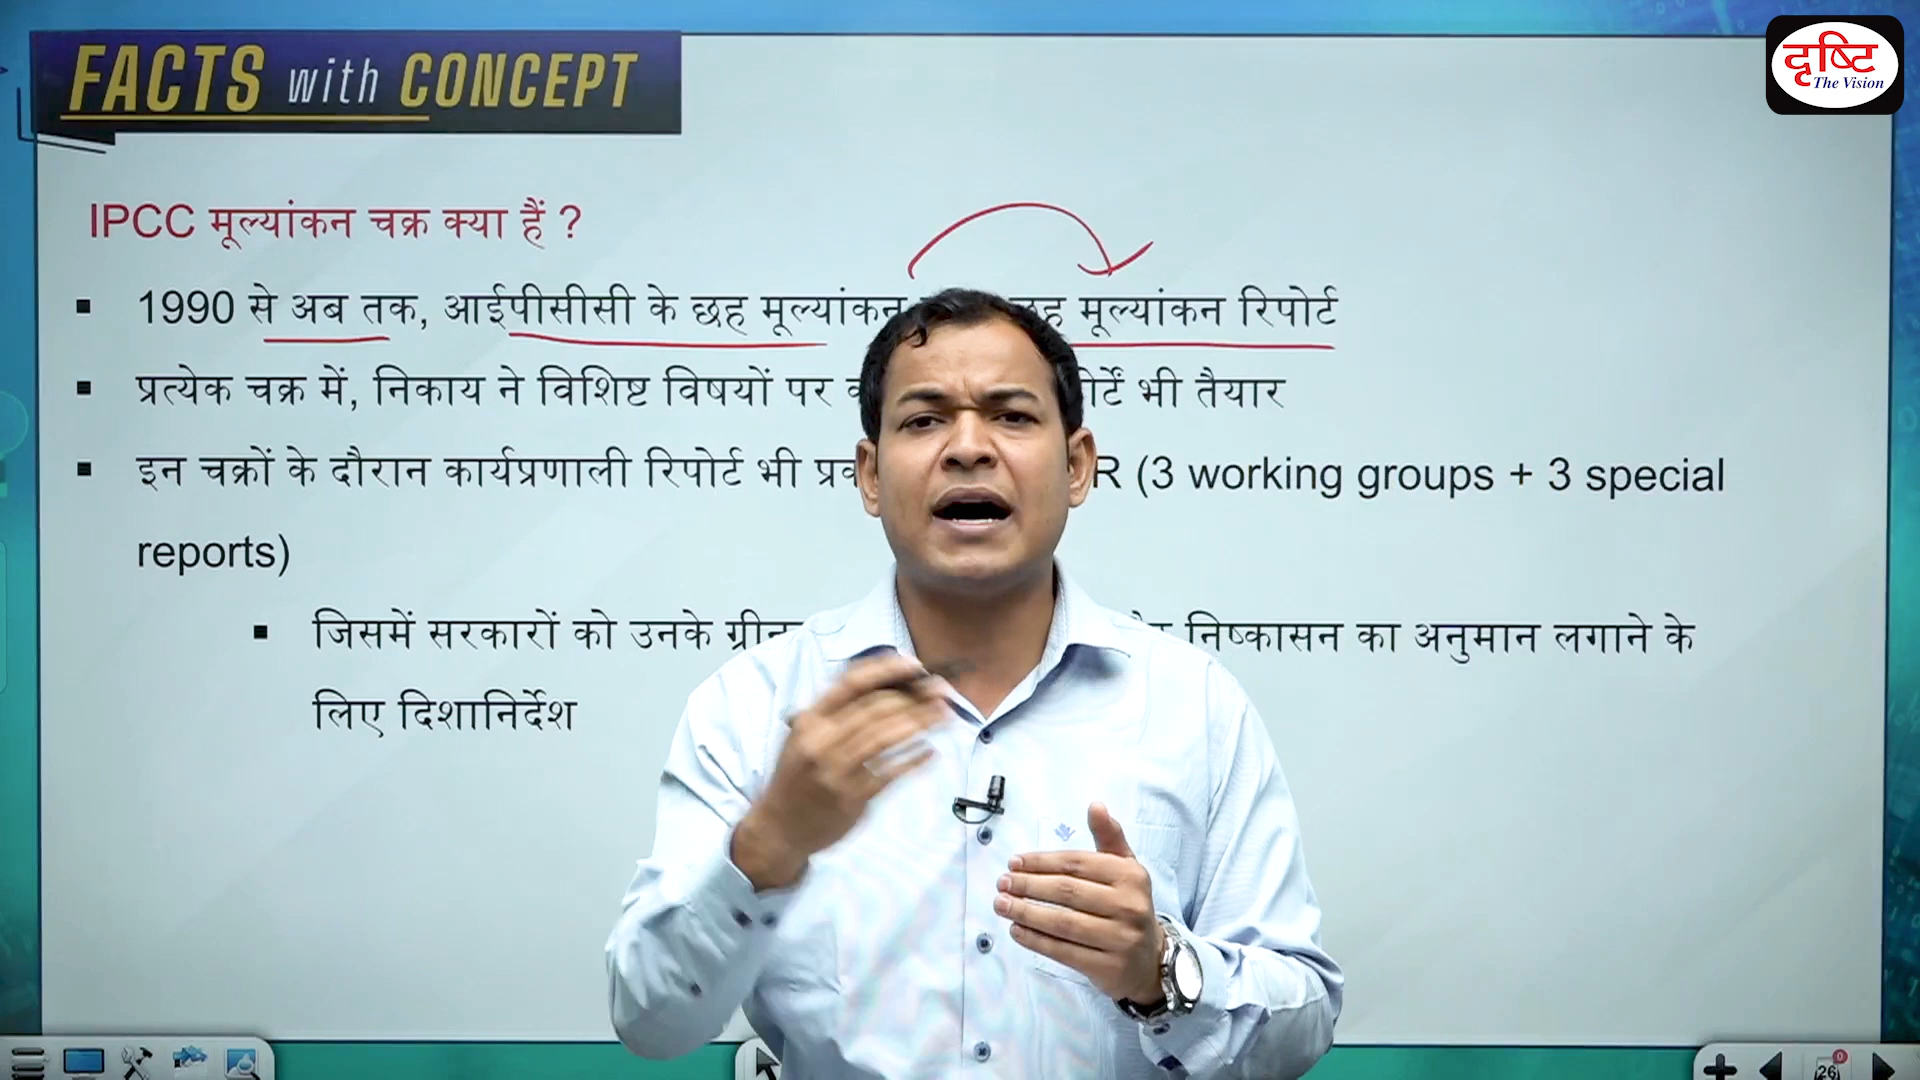 FACTS with CONCEPT
दृष्टि
The Vision
IPCC मूल्यांकन चक्र क्या हैं ?
1990 से अब तक, आईपीसीसी के छह मूल्यांकन छह मूल्यांकन रिपोर्ट
प्रत्येक चक्र में, निकाय ने विशिष्ट विषयों पर भी तैयार
इन चक्रों के दौरान कार्यप्रणाली रिपोर्ट भी (3 working groups + 3 special
reports)
जिसमें सरकारों को उनके निष्कासन का अनुमान लगाने के
लिए दिशानिर्देश
26